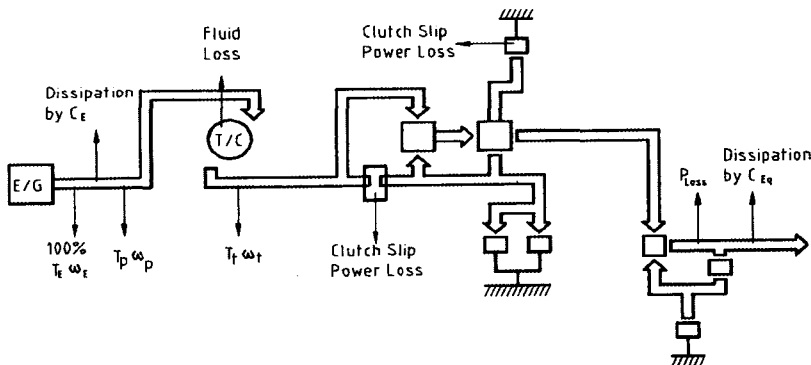 Fluid
Loss
Clutch Slip
Power Loss
Dissipation
by C_E
T/C
E/G
100%
T_E ω_E
T_p ω_p
T_t ω_t
Clutch Slip
Power Loss
P_Loss
Dissipation
by C_Eq